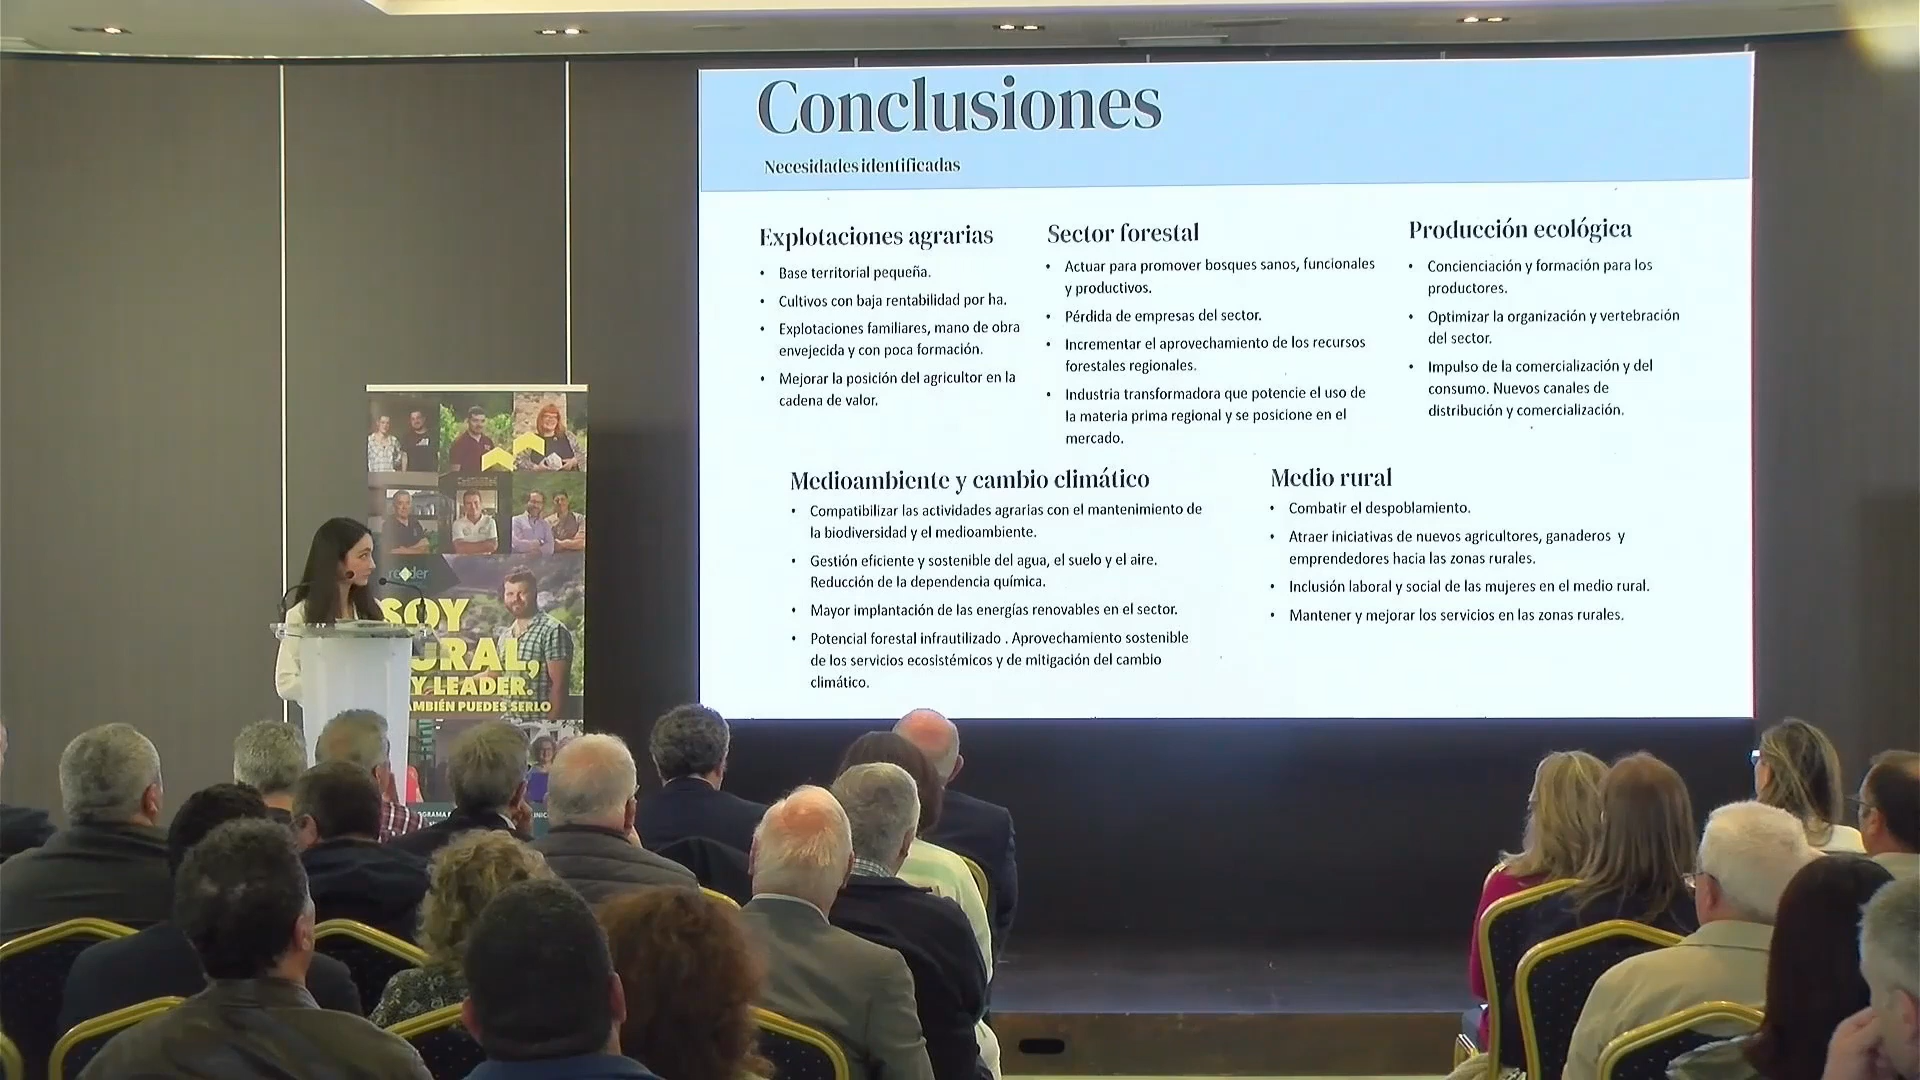 Conclusiones
Necesidades identificadas
Explotaciones agrarias
• Base territorial pequeña.
• Cultivos con baja rentabilidad por ha.
• Explotaciones familiares, mano de obra
envejecida y con poca formación.
• Mejorar la posición del agricultor en la
cadena de valor.
Sector forestal
• Actuar para promover bosques sanos, funcionales
y productivos.
• Pérdida de empresas del sector.
• Incrementar el aprovechamiento de los recursos
forestales regionales.
• Industria transformadora que potencie el uso de
la materia prima regional y se posicione en el
mercado.
Producción ecológica
• Concienciación y formación para los
productores.
• Optimizar la organización y vertebración
del sector.
• Impulso de la comercialización y del
consumo. Nuevos canales de
distribución y comercialización.
Medioambiente y cambio climático
• Compatibilizar las actividades agrarias con el mantenimiento de
la biodiversidad y el medioambiente.
• Gestión eficiente y sostenible del agua, el suelo y el aire.
Reducción de la dependencia química.
• Mayor implantación de las energías renovables en el sector.
• Potencial forestal infrautilizado . Aprovechamiento sostenible
de los servicios ecosistémicos y de mitigación del cambio
climático.
Medio rural
• Combatir el despoblamiento.
• Atraer iniciativas de nuevos agricultores, ganaderos y
emprendedores hacia las zonas rurales.
• Inclusión laboral y social de las mujeres en el medio rural.
• Mantener y mejorar los servicios en las zonas rurales.
SOY
URAL,
Y LEADER.
AMBIÉN PUEDES SERLO